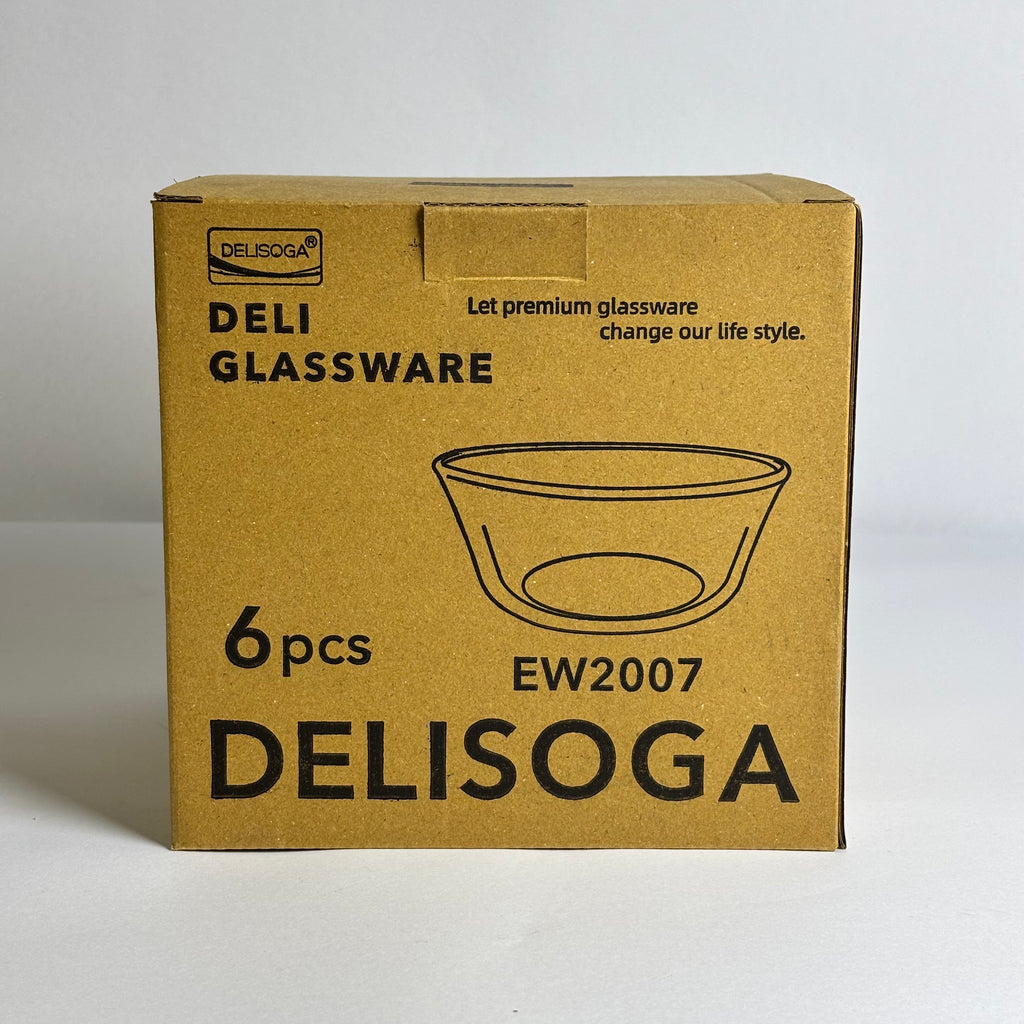 DELISOGA®
DELI
GLASSWARE
Let premium glassware
change our life style.
6pcs
EW2007
DELISOGA